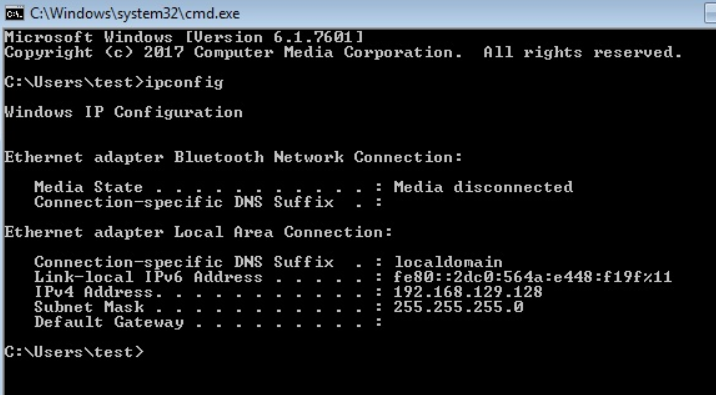 C:\Windows\system32\cmd.exe
Microsoft Windows [Version 6.1.7601]
Copyright (c) 2017 Computer Media Corporation.  All rights reserved.
C:\Users\test>ipconfig
Windows IP Configuration
Ethernet adapter Bluetooth Network Connection:
   Media State . . . . . . . . . . . : Media disconnected
   Connection-specific DNS Suffix  . :
Ethernet adapter Local Area Connection:
   Connection-specific DNS Suffix  . : localdomain
   Link-local IPv6 Address . . . . . : fe80::2dc0:564a:e448:f19f%11
   IPv4 Address. . . . . . . . . . . : 192.168.129.128
   Subnet Mask . . . . . . . . . . . : 255.255.255.0
   Default Gateway . . . . . . . . . :
C:\Users\test>